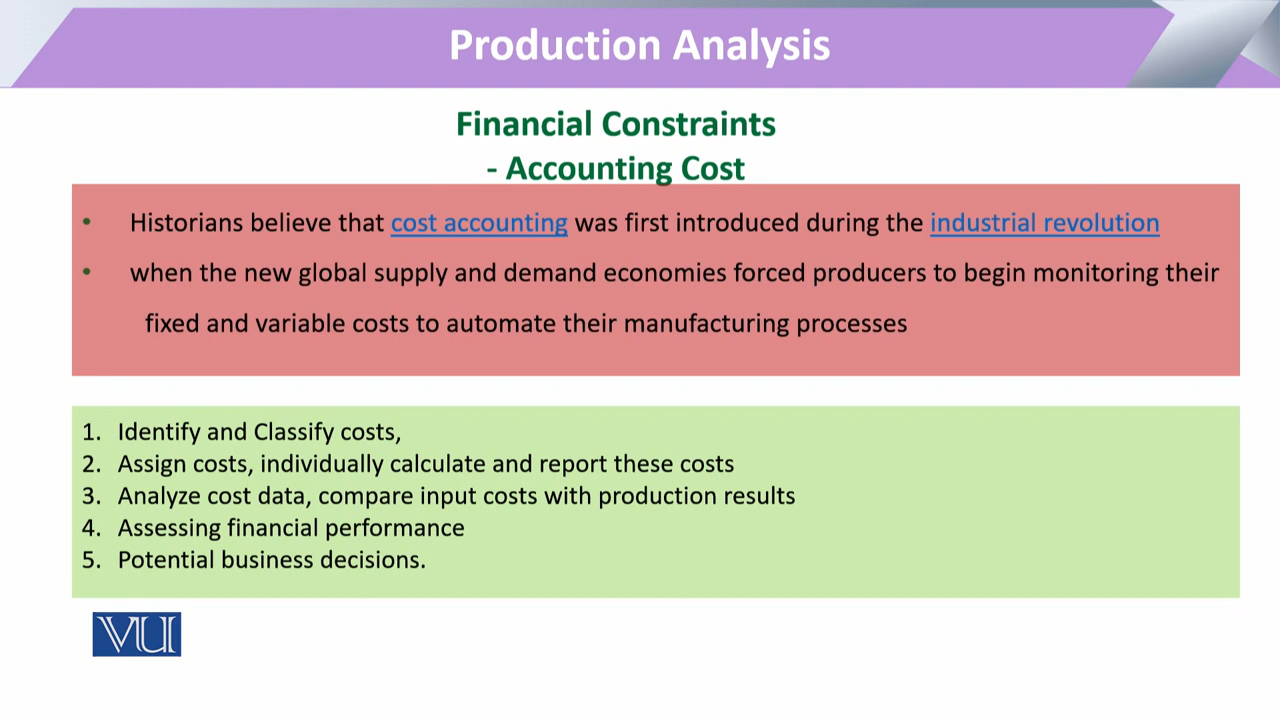 Production Analysis
Financial Constraints
- Accounting Cost
• Historians believe that cost accounting was first introduced during the industrial revolution
• when the new global supply and demand economies forced producers to begin monitoring their
fixed and variable costs to automate their manufacturing processes
1. Identify and Classify costs,
2. Assign costs, individually calculate and report these costs
3. Analyze cost data, compare input costs with production results
4. Assessing financial performance
5. Potential business decisions.
VU